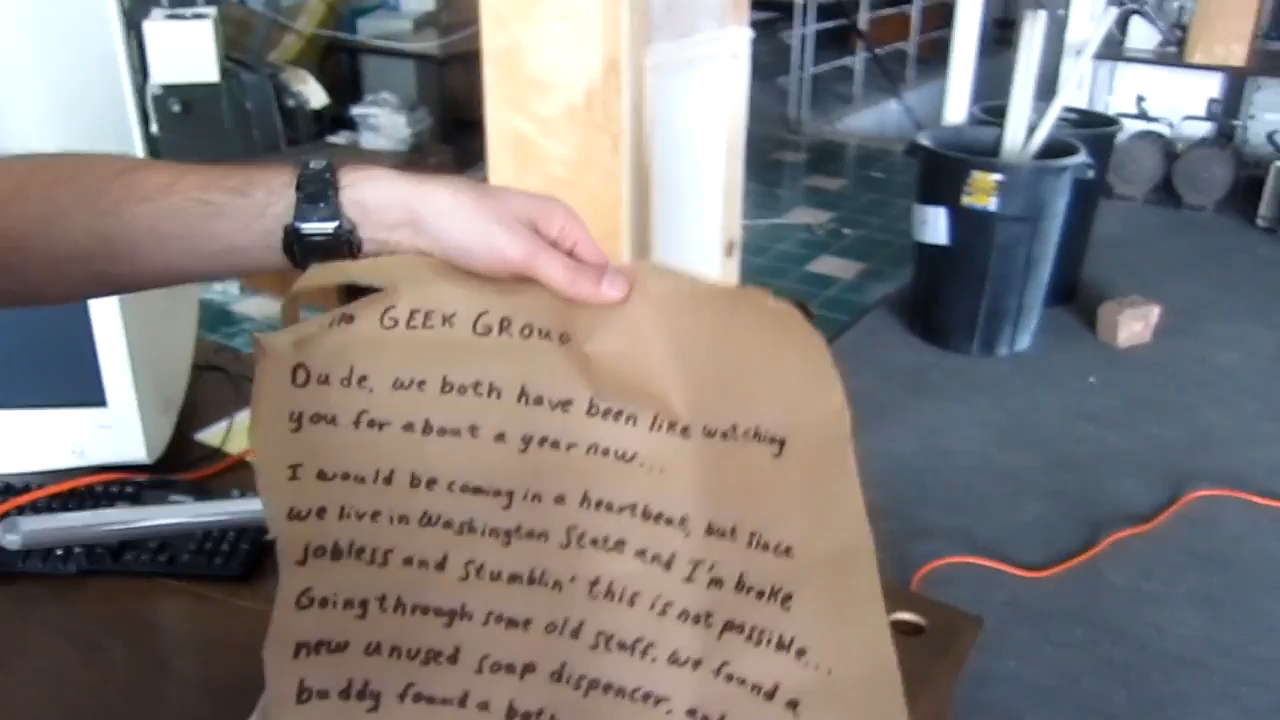 GEEK GROUP
Dude, we both have been like watching
you for about a year now...
I would be coming in a heartbeat, but since
we live in Washington State and I'm broke
jobless and stumblin' this is not possible...
Going through some old stuff, we found a
new unused soap dispencer, and
buddy found a